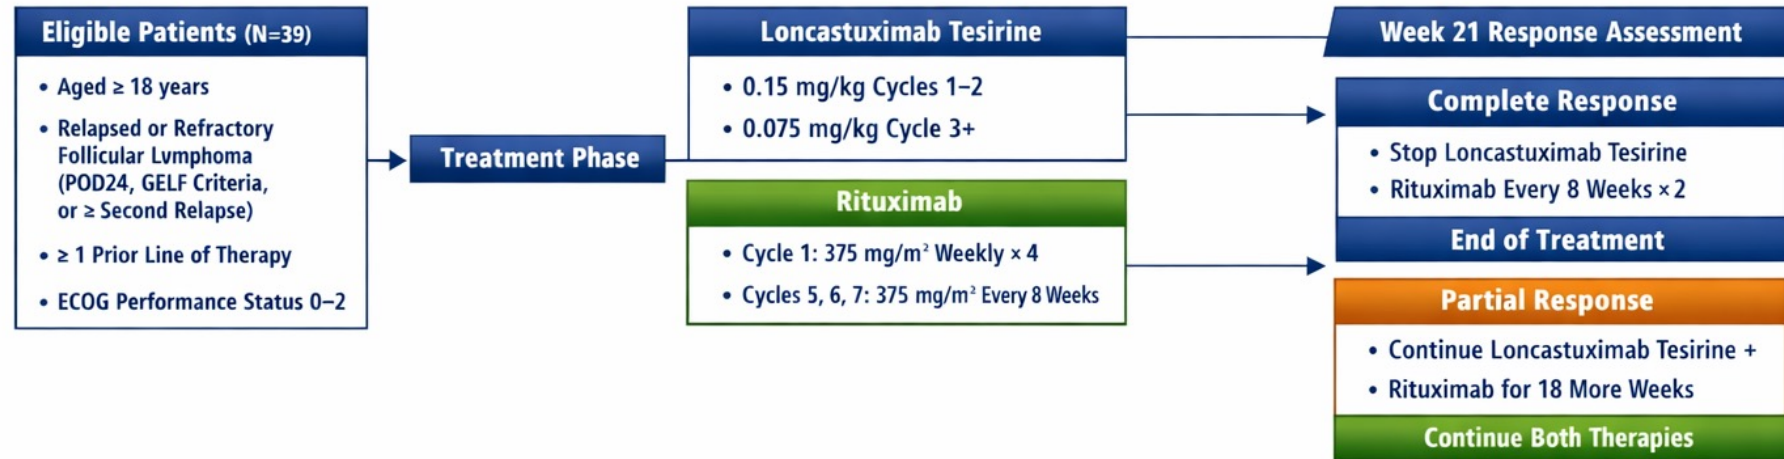 Eligible Patients (N=39)
• Aged ≥ 18 years
• Relapsed or Refractory
Follicular Lvmphoma
(POD24, GELF Criteria,
or ≥ Second Relapse)
• ≥ 1 Prior Line of Therapy
• ECOG Performance Status 0–2
Treatment Phase
Loncastuximab Tesirine
• 0.15 mg/kg Cycles 1–2
• 0.075 mg/kg Cycle 3+
Rituximab
• Cycle 1: 375 mg/m² Weekly × 4
• Cycles 5, 6, 7: 375 mg/m² Every 8 Weeks
Week 21 Response Assessment
Complete Response
• Stop Loncastuximab Tesirine
• Rituximab Every 8 Weeks ×2
End of Treatment
Partial Response
• Continue Loncastuximab Tesirine +
• Rituximab for 18 More Weeks
Continue Both Therapies